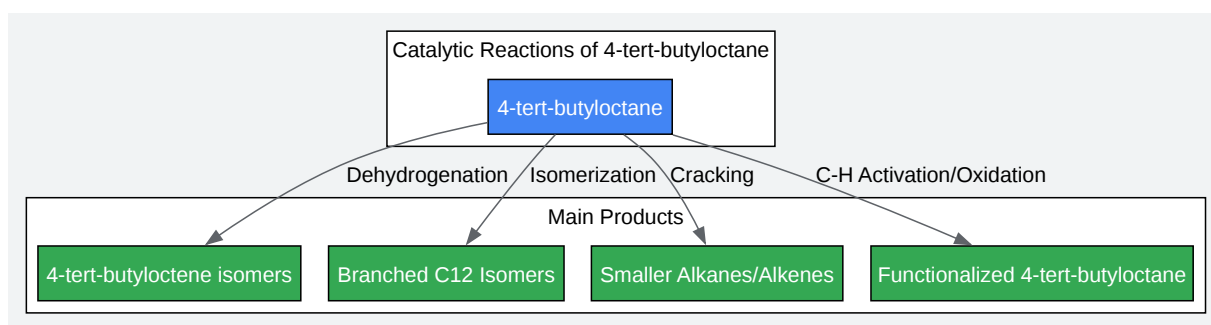 Catalytic Reactions of 4-tert-butyloctane
4-tert-butyloctane
Dehydrogenation
Isomerization
Cracking
C-H Activation/Oxidation
Main Products
4-tert-butyloctene isomers
Branched C12 Isomers
Smaller Alkanes/Alkenes
Functionalized 4-tert-butyloctane